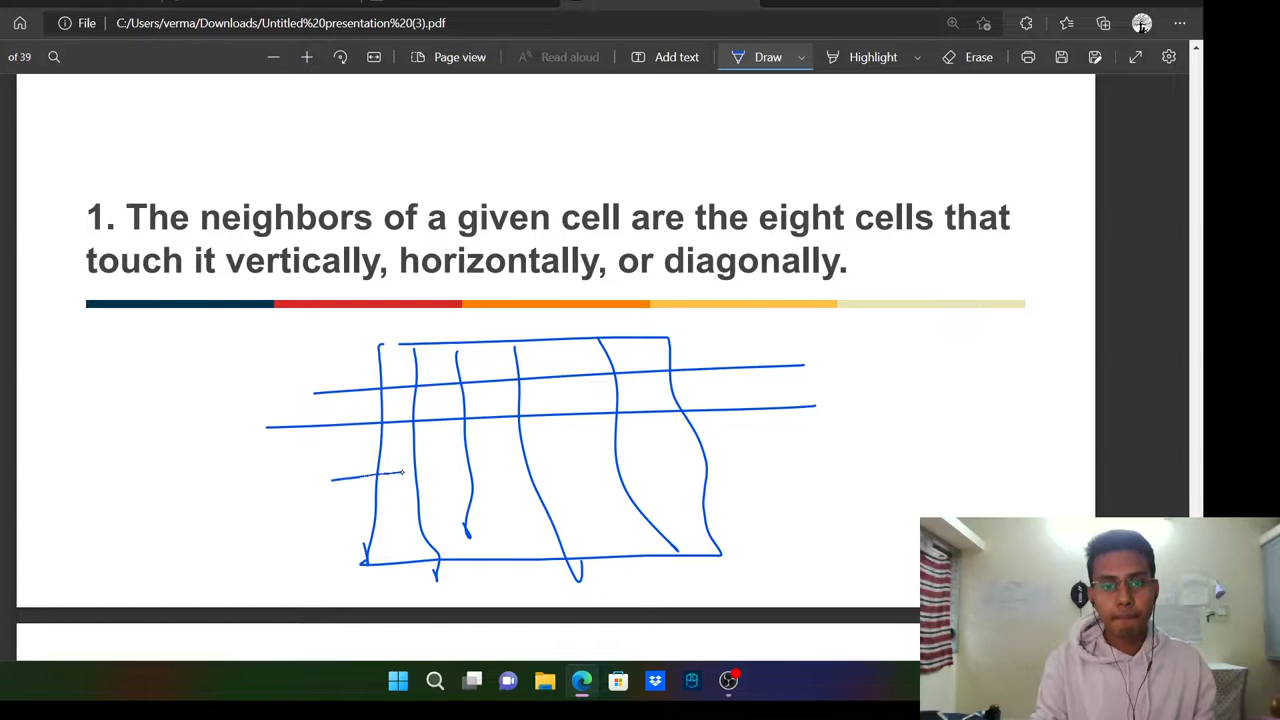 File C:/Users/verma/Downloads/Untitled%20presentation%20(3).pdf
of 39 Page view Read aloud Add text Draw Highlight Erase
1. The neighbors of a given cell are the eight cells that
touch it vertically, horizontally, or diagonally.